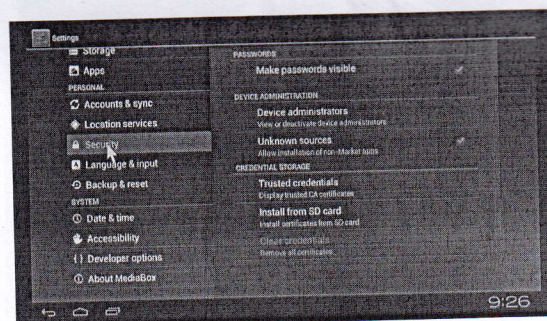 Settings
Storage
Apps
PERSONAL
Accounts & sync
Location services
Security
Language & input
Backup & reset
SYSTEM
Date & time
Accessibility
{ } Developer options
About MediaBox
PASSWORDS
Make passwords visible
DEVICE ADMINISTRATION
Device administrators
View or deactivate device administrators
Unknown sources
Allow installation of non-Market apps
CREDENTIAL STORAGE
Trusted credentials
Display trusted CA certificates
Install from SD card
Install certificates from SD card
Clear credentials
Remove all certificates
9:26